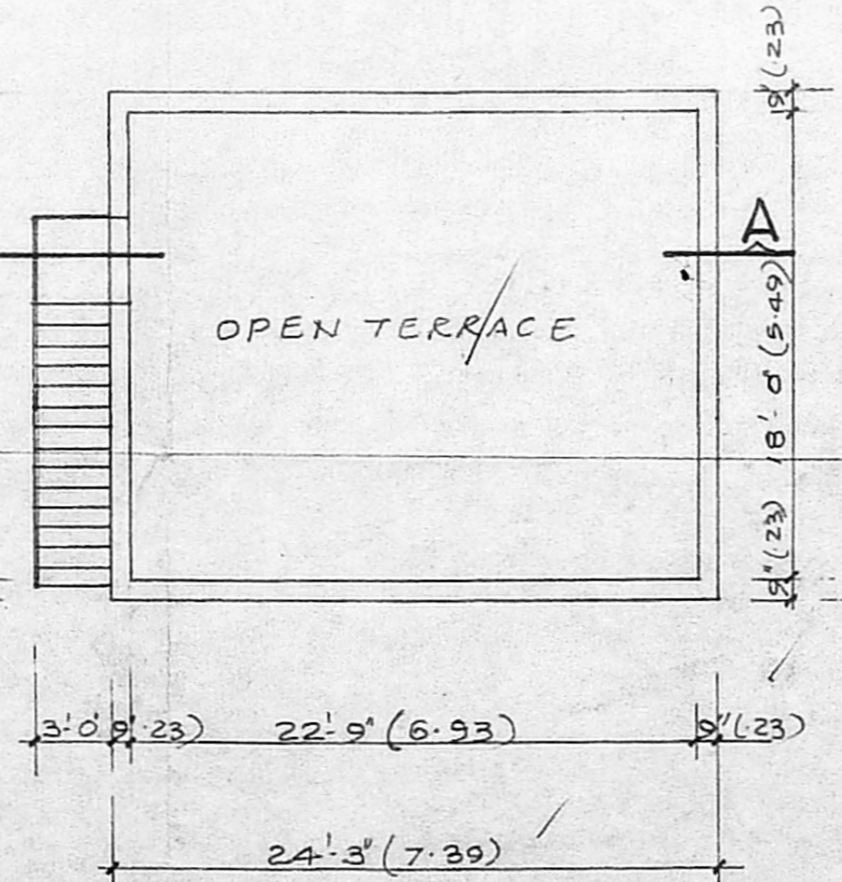 9"(.23)
A
OPEN TERRACE
18'-0" (5.49)
9"(.23)
3'-0" 9"(.23) 22'-9" (6.93) 9"(.23)
24'-3" (7.39)